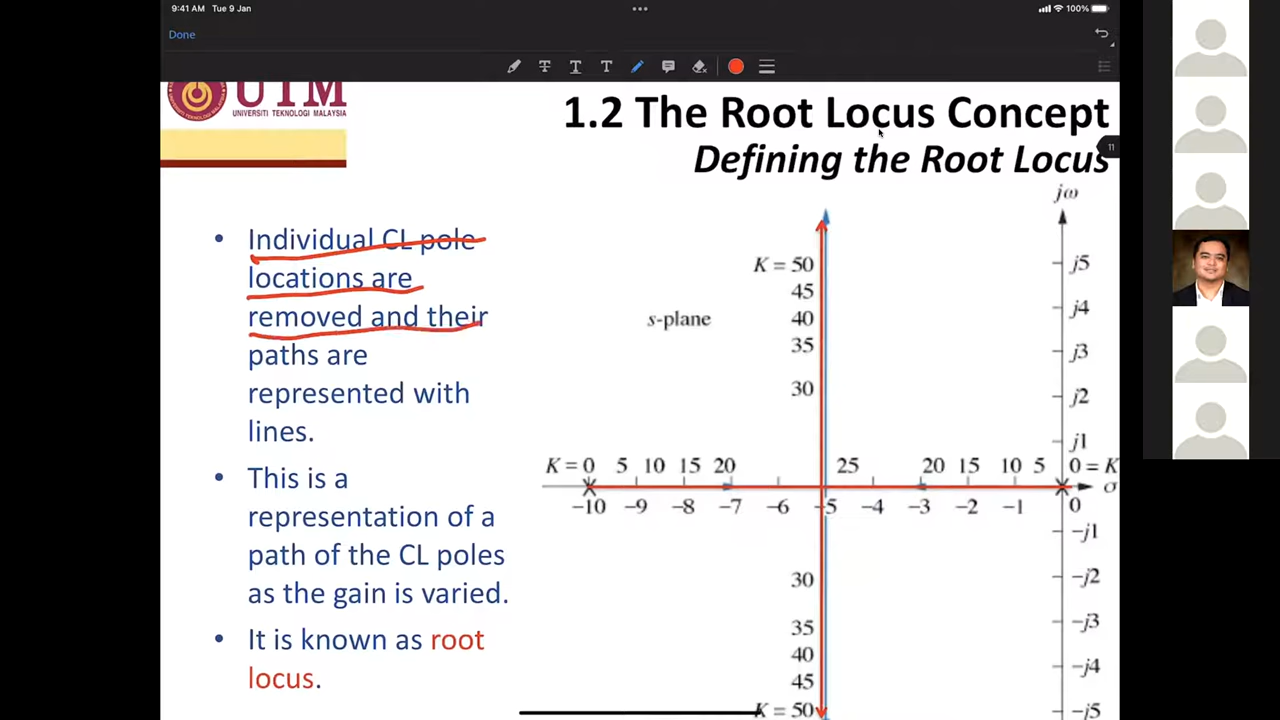 9:41 AM Tue 9 Jan
100%
Done
UTM
UNIVERSITI TEKNOLOGI MALAYSIA
1.2 The Root Locus Concept
Defining the Root Locus
11
• Individual CL pole
locations are
removed and their
paths are
represented with
lines.
• This is a
representation of a
path of the CL poles
as the gain is varied.
• It is known as root
locus.
jω
K = 50
45
40
35
30
s-plane
j5
j4
j3
j2
j1
K = 0 5 10 15 20 25 20 15 10 5 0 = K
σ
−10 −9 −8 −7 −6 −5 −4 −3 −2 −1 0
−j1
−j2
−j3
−j4
−j5
30
35
40
45
K = 50